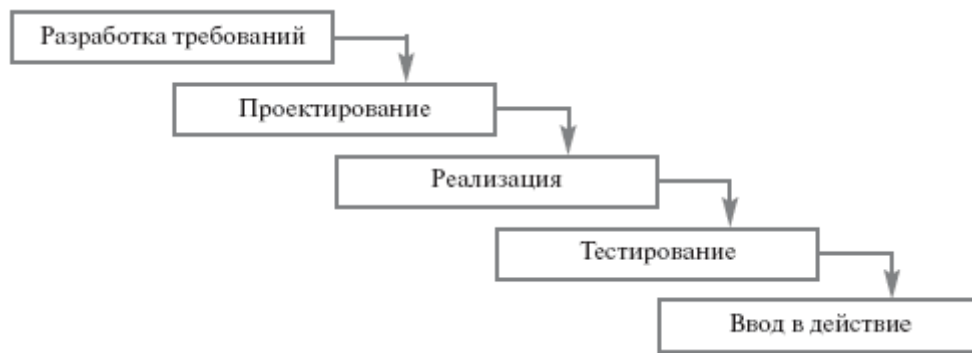 Разработка требований
Проектирование
Реализация
Тестирование
Ввод в действие